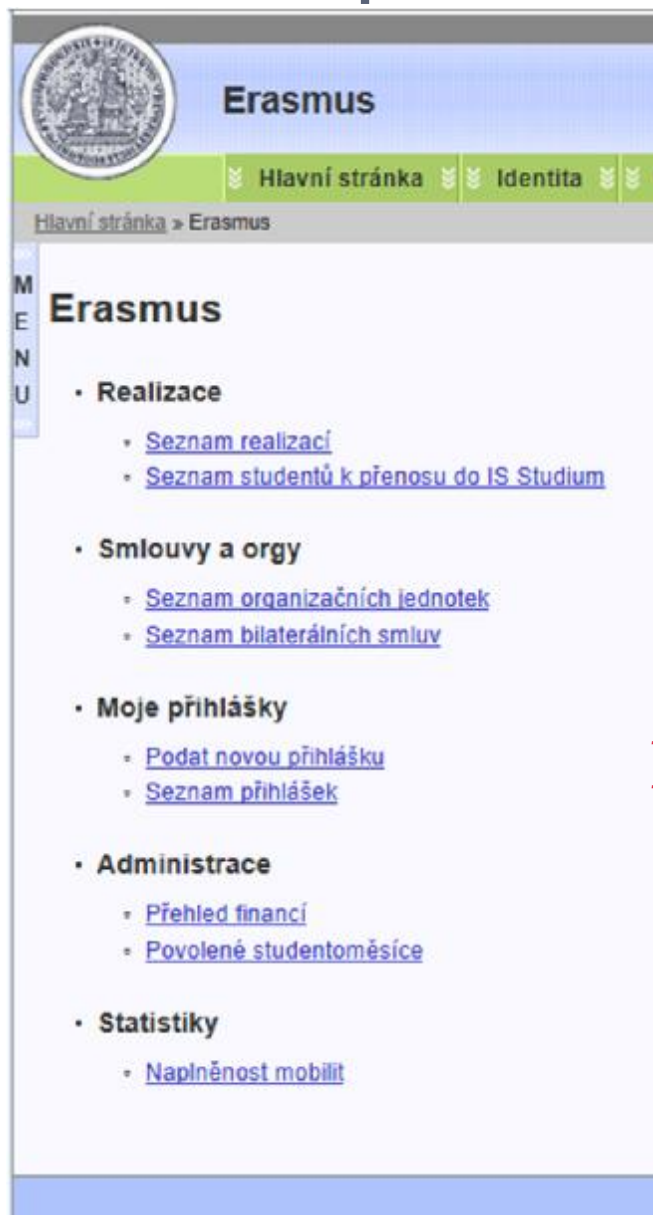 Erasmus
Hlavní stránka Identita
Hlavní stránka » Erasmus
MENU
Erasmus
• Realizace
Seznam realizací
Seznam studentů k přenosu do IS Studium
• Smlouvy a orgy
Seznam organizačních jednotek
Seznam bilaterálních smluv
• Moje přihlášky
Podat novou přihlášku
Seznam přihlášek
• Administrace
Přehled financí
Povolené studentoměsíce
• Statistiky
Naplněnost mobilit